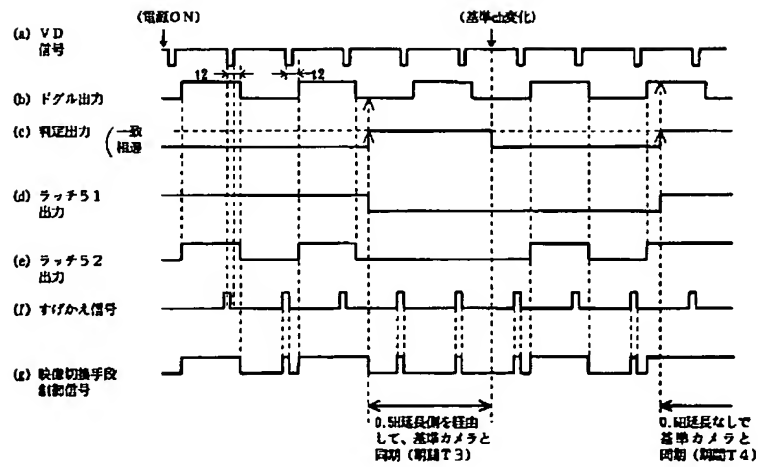 (電源ON)
(基準ch変化)
(a) VD
信号
12
12
(b) ドグル出力
(c) 判定出力
一致
相違
(d) ラッチ51
出力
(e) ラッチ52
出力
(f) すげかえ信号
(g) 映像切換手段
制御信号
0.5H延長側を経由
して、基準カメラと
同期(期間T3)
0.5H延長なしで
基準カメラと
同期(期間T4)